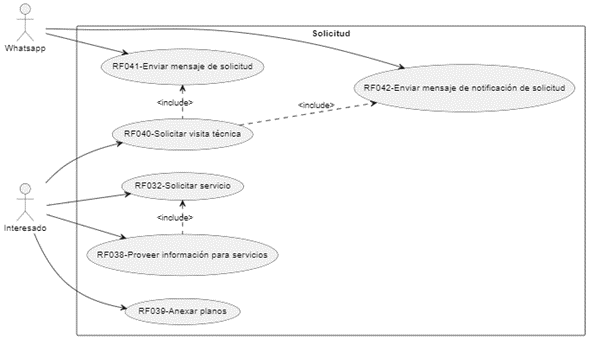 Solicitud
Whatsapp
RF041-Enviar mensaje de solicitud
RF042-Enviar mensaje de notificación de solicitud
<include>
<include>
RF040-Solicitar visita técnica
RF032-Solicitar servicio
<include>
Interesado
RF038-Proveer información para servicios
RF039-Anexar planos